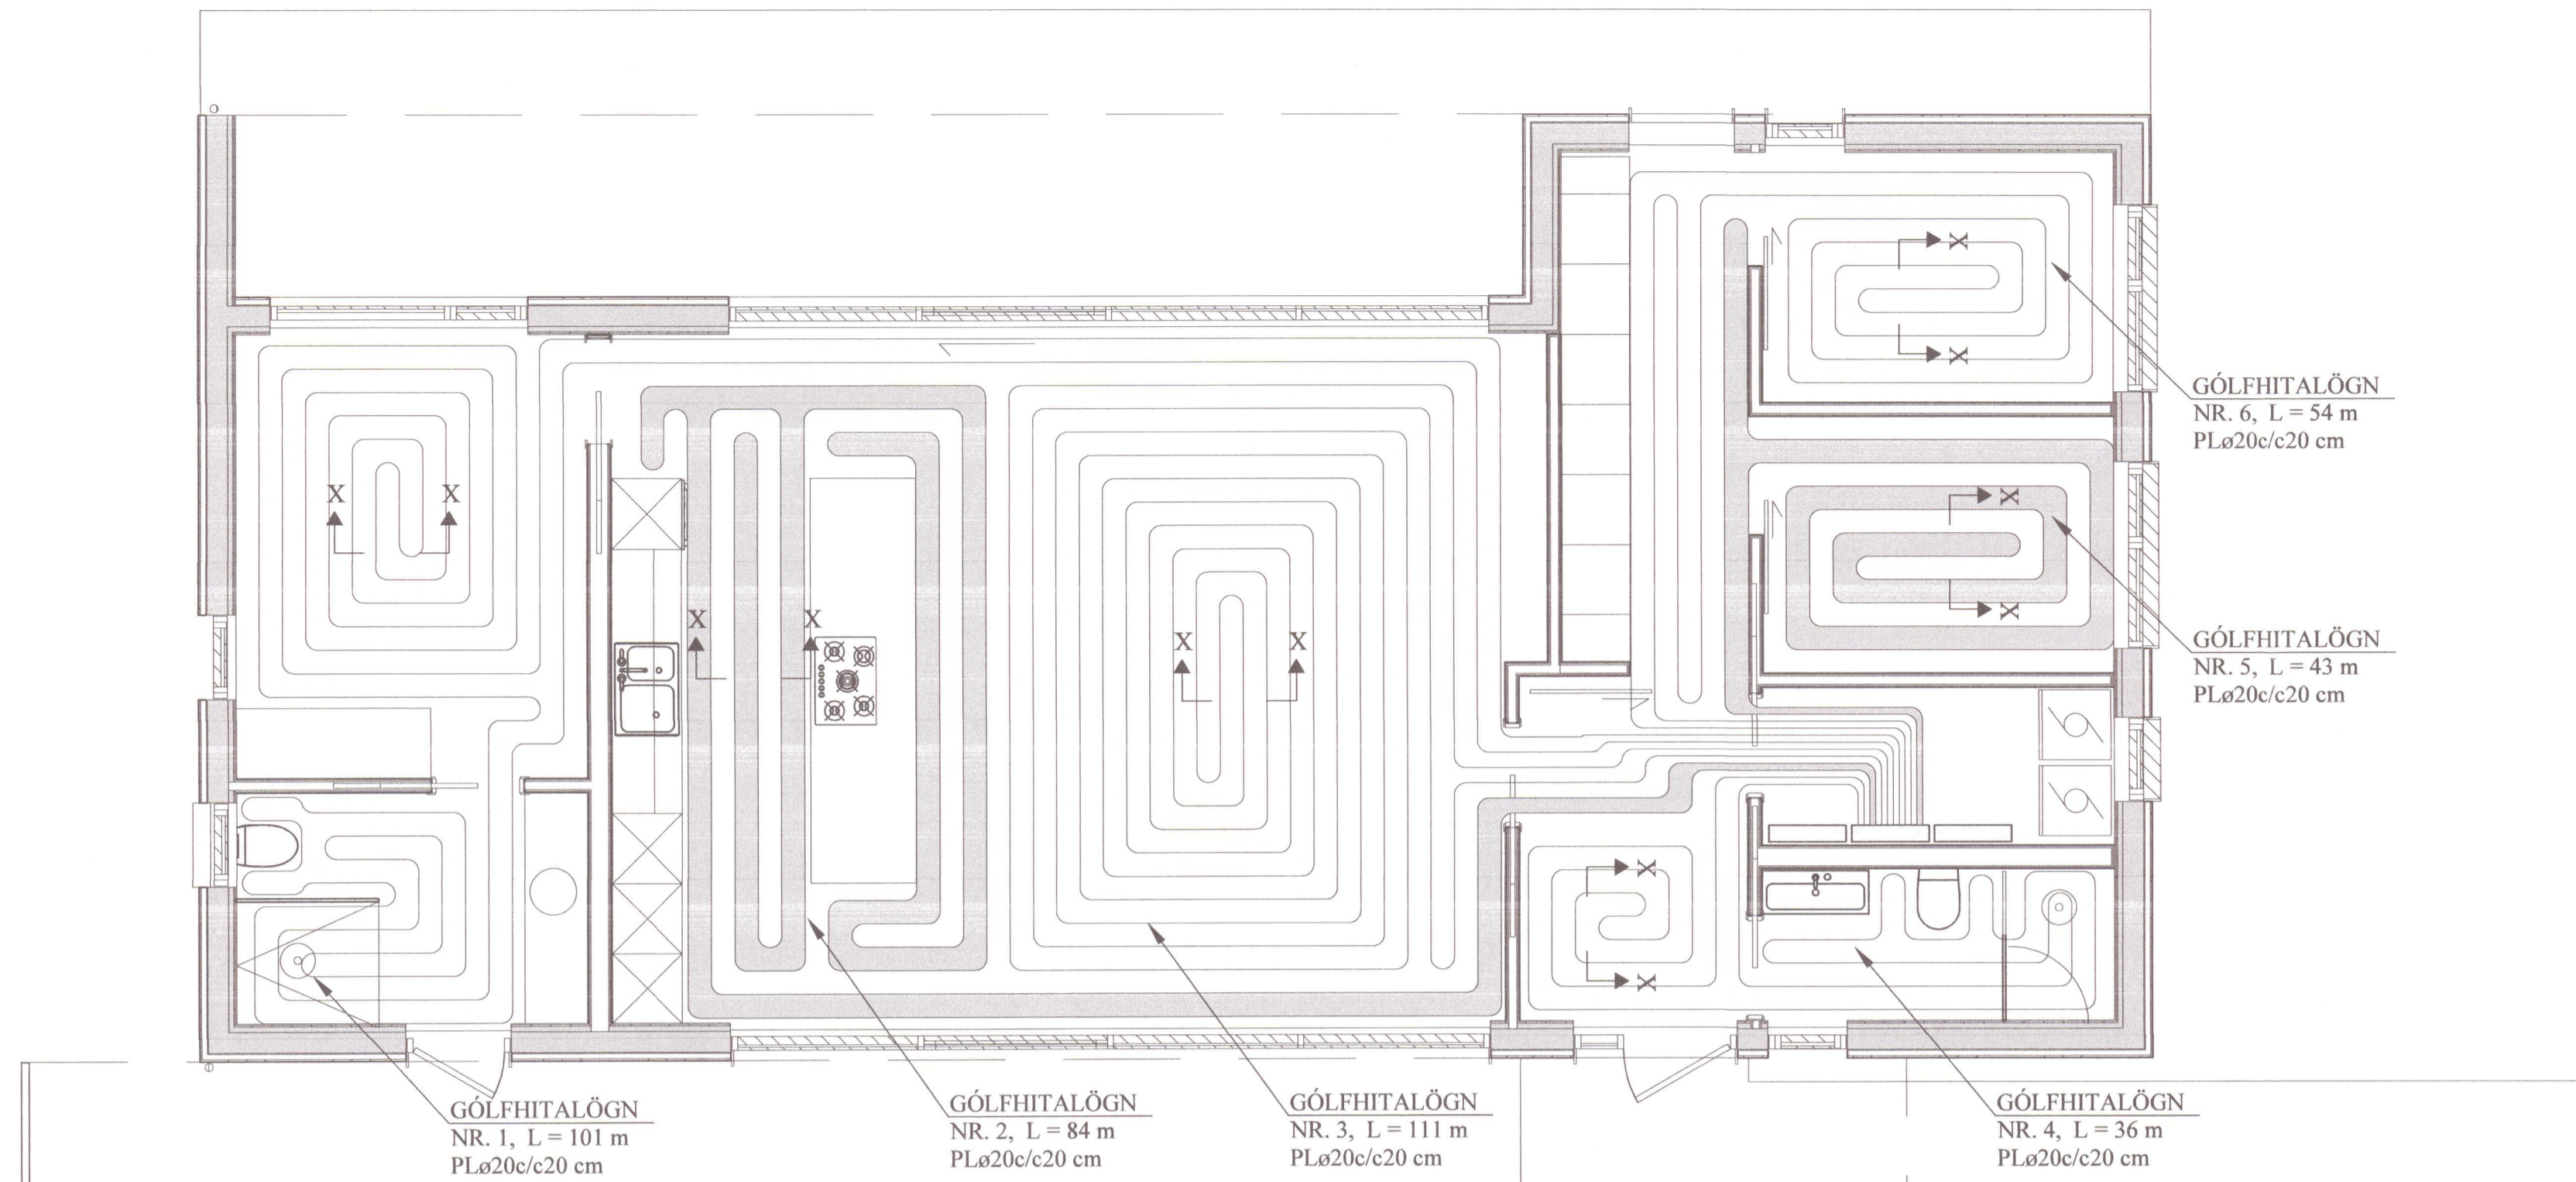 X X
X X
X X
X
X
X
X
X
X
GÓLFHITALÖGN
NR. 6, L = 54 m
PLø20c/c20 cm
GÓLFHITALÖGN
NR. 5, L = 43 m
PLø20c/c20 cm
GÓLFHITALÖGN
NR. 1, L = 101 m
PLø20c/c20 cm
GÓLFHITALÖGN
NR. 2, L = 84 m
PLø20c/c20 cm
GÓLFHITALÖGN
NR. 3, L = 111 m
PLø20c/c20 cm
GÓLFHITALÖGN
NR. 4, L = 36 m
PLø20c/c20 cm